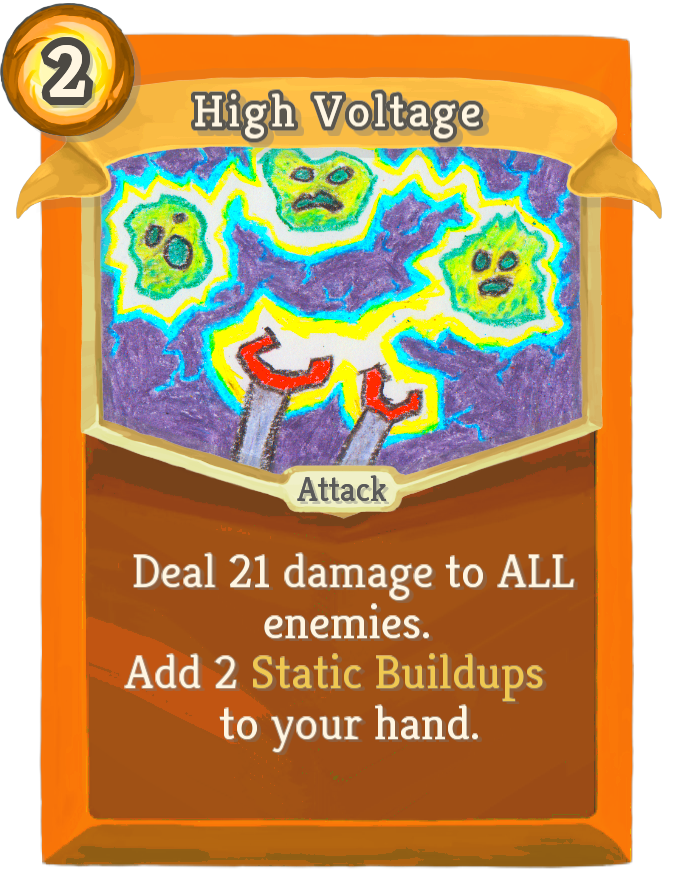 2
High Voltage
Attack
Deal 21 damage to ALL
enemies.
Add 2 Static Buildups
to your hand.